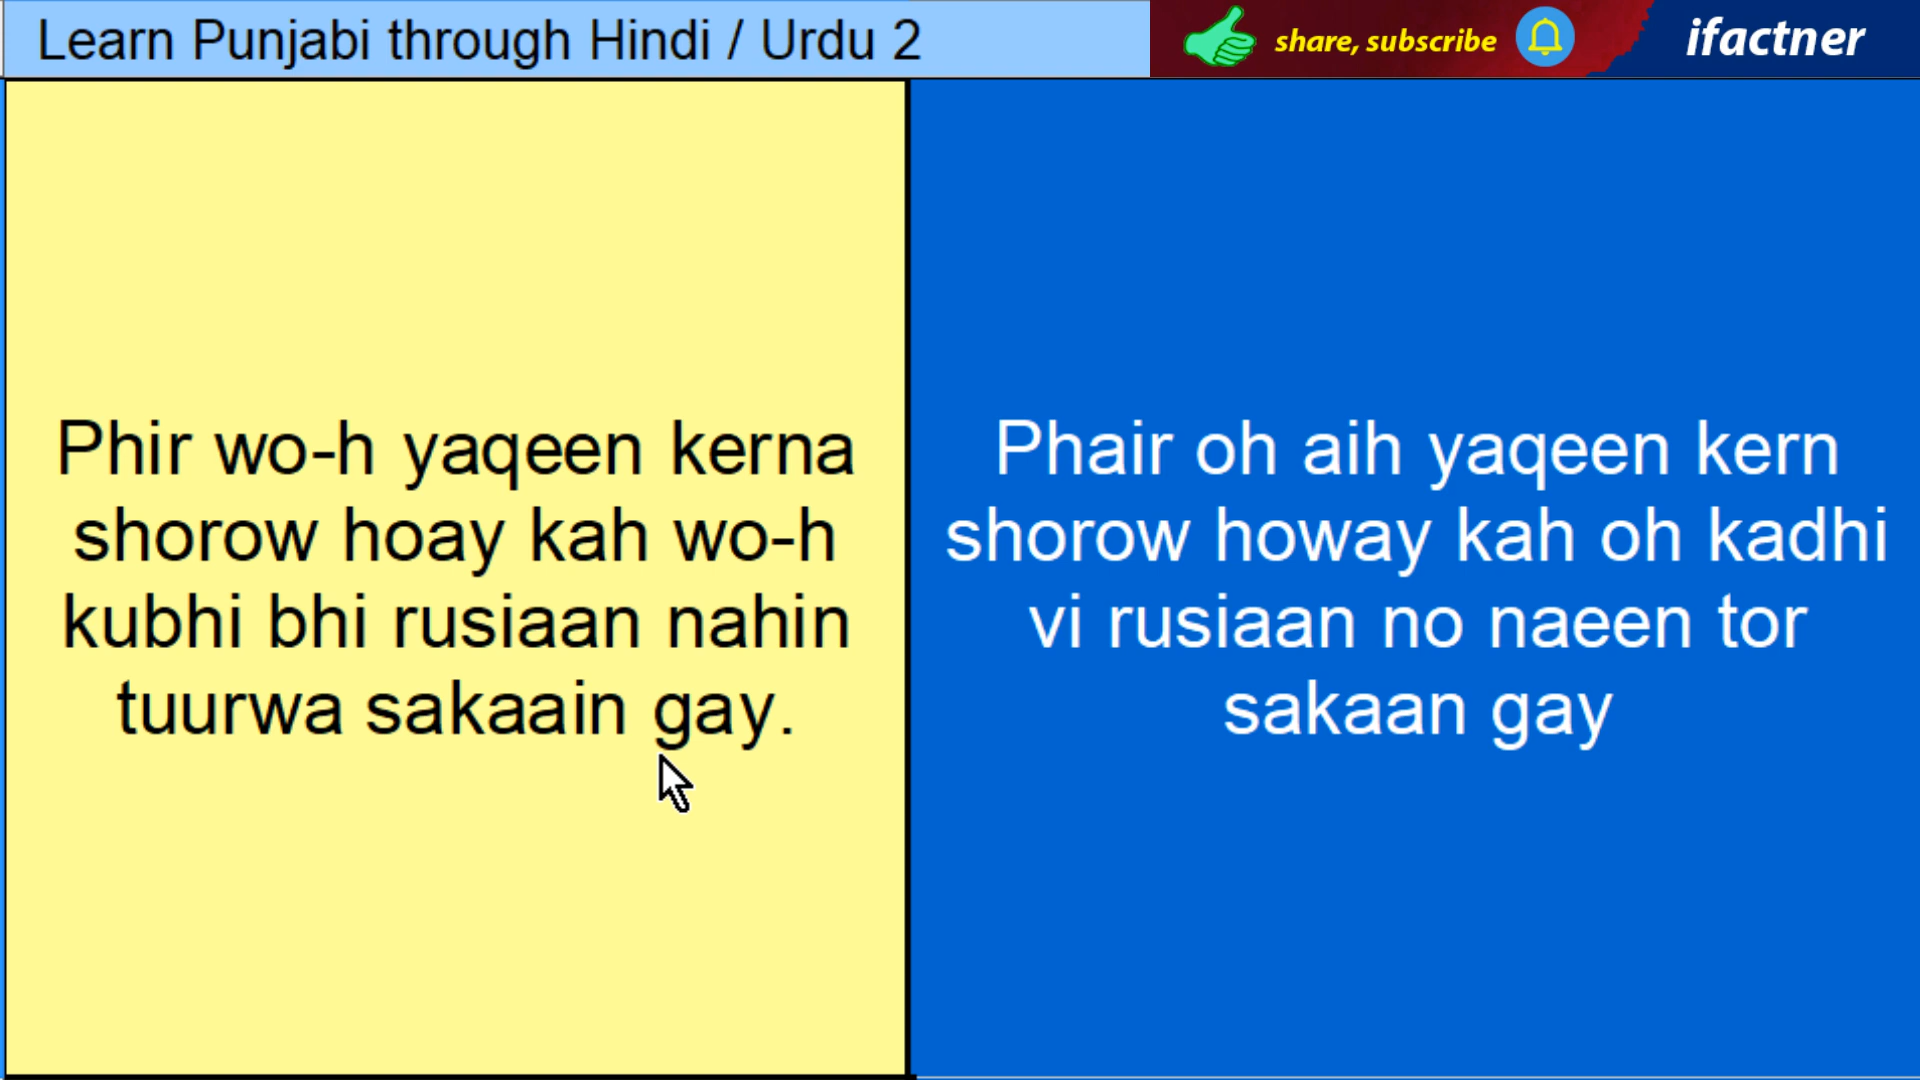 Learn Punjabi through Hindi / Urdu 2
share, subscribe
ifactner
Phir wo-h yaqeen kerna
shorow hoay kah wo-h
kubhi bhi rusiaan nahin
tuurwa sakaain gay.
Phair oh aih yaqeen kern
shorow howay kah oh kadhi
vi rusiaan no naeen tor
sakaan gay